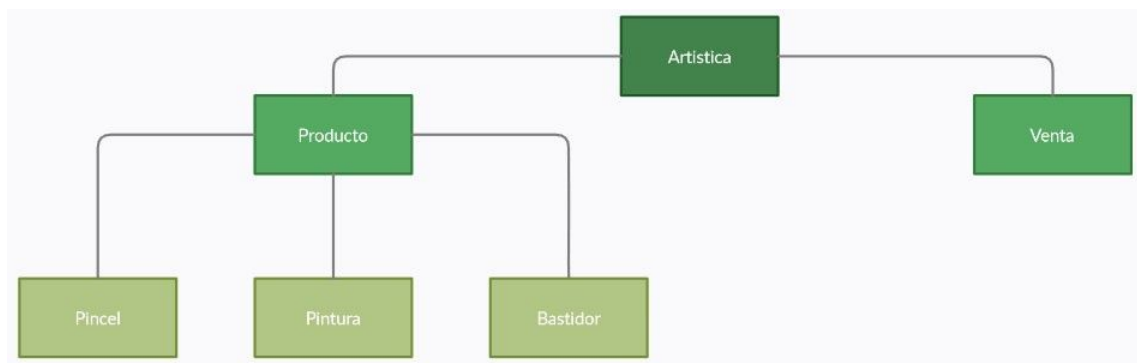 Artistica
Producto
Venta
Pincel
Pintura
Bastidor